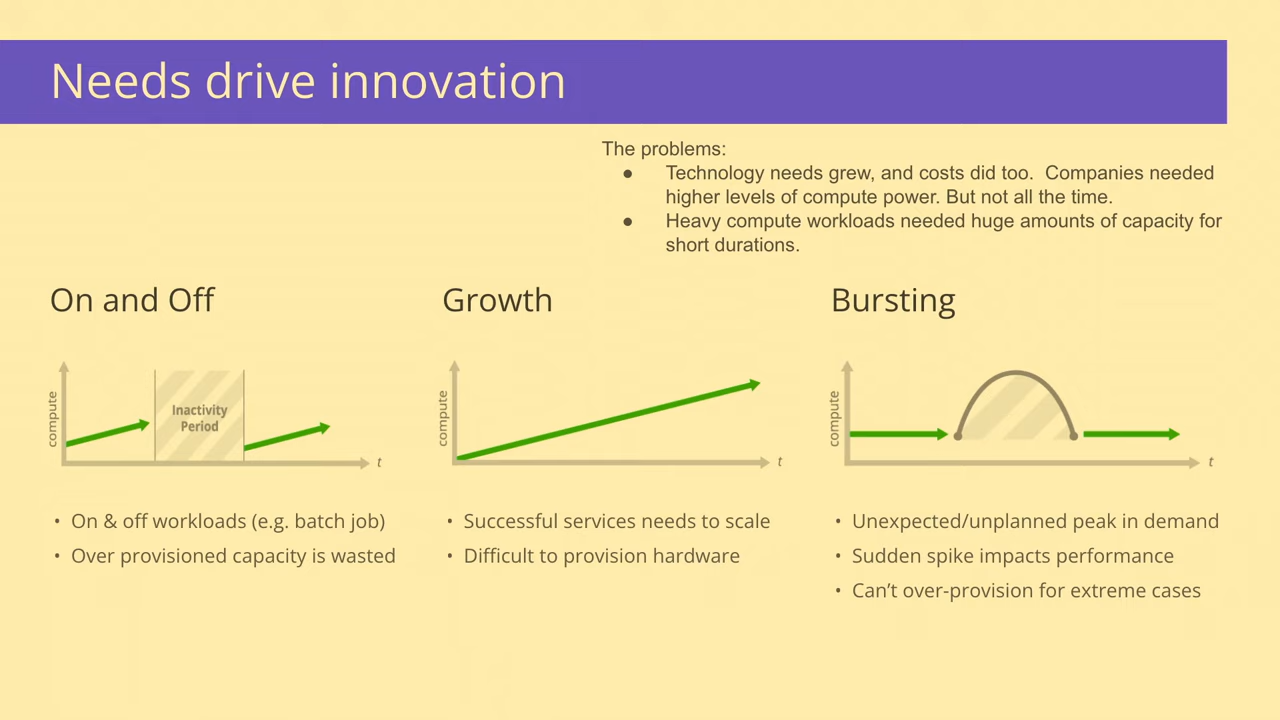 Needs drive innovation
The problems:
● Technology needs grew, and costs did too.  Companies needed
higher levels of compute power. But not all the time.
● Heavy compute workloads needed huge amounts of capacity for
short durations.
On and Off
compute
Inactivity
Period
t
• On & off workloads (e.g. batch job)
• Over provisioned capacity is wasted
Growth
compute
t
• Successful services needs to scale
• Difficult to provision hardware
Bursting
compute
t
• Unexpected/unplanned peak in demand
• Sudden spike impacts performance
• Can’t over-provision for extreme cases